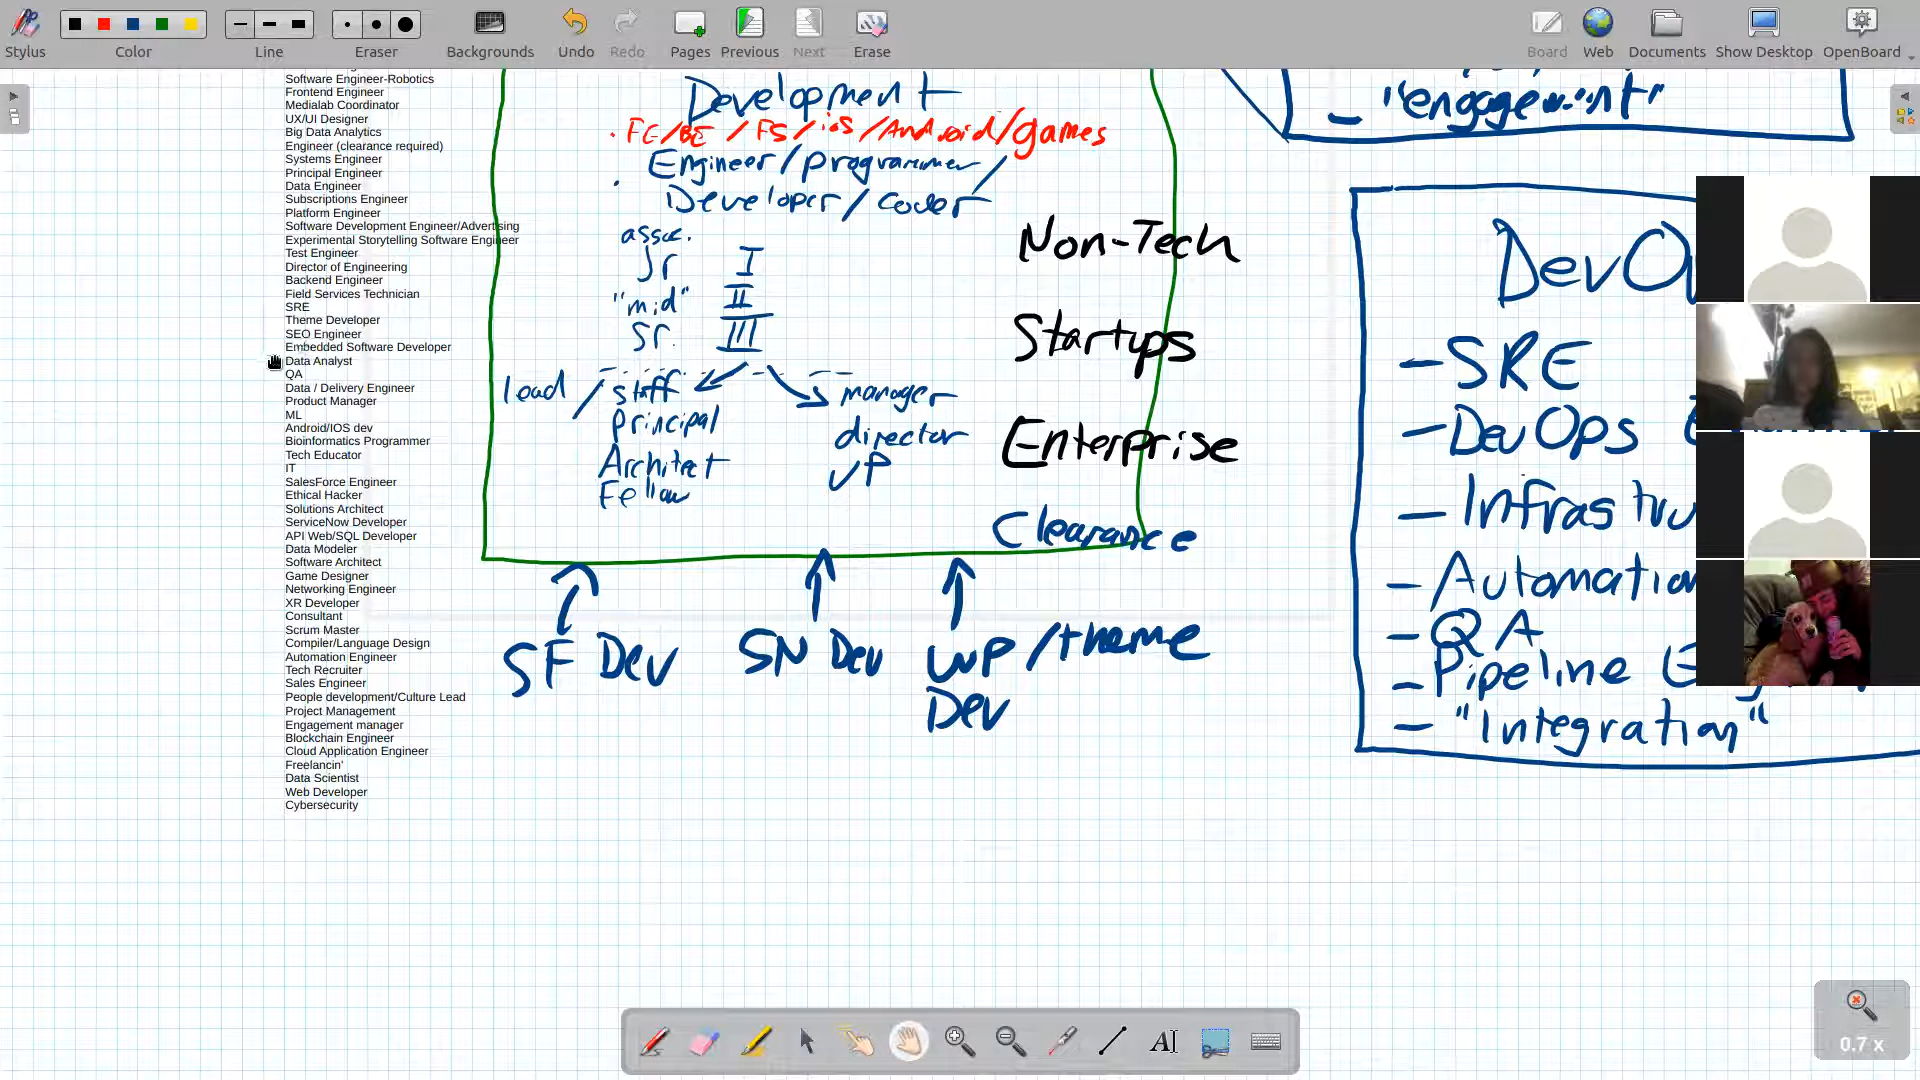 Stylus
Color
Line
Eraser
Backgrounds
Undo
Redo
Pages
Previous
Next
Erase
Board
Web
Documents
Show Desktop
OpenBoard
Software Engineer-Robotics
Frontend Engineer
Medialab Coordinator
UX/UI Designer
Big Data Analytics
Engineer (clearance required)
Systems Engineer
Principal Engineer
Data Engineer
Subscriptions Engineer
Platform Engineer
Software Development Engineer/Advertising
Experimental Storytelling Software Engineer
Test Engineer
Director of Engineering
Backend Engineer
Field Services Technician
SRE
Theme Developer
SEO Engineer
Embedded Software Developer
Data Analyst
QA
Data / Delivery Engineer
Product Manager
ML
Android/IOS dev
Bioinformatics Programmer
Tech Educator
IT
SalesForce Engineer
Ethical Hacker
Solutions Architect
ServiceNow Developer
API Web/SQL Developer
Data Modeler
Software Architect
Game Designer
Networking Engineer
XR Developer
Consultant
Scrum Master
Compiler/Language Design
Automation Engineer
Tech Recruiter
Sales Engineer
People development/Culture Lead
Project Management
Engagement manager
Blockchain Engineer
Cloud Application Engineer
Freelancin'
Data Scientist
Web Developer
Cybersecurity
Development
· FE/BE / FS / ios / Android/games
· Engineer/programmer/
Developer/coder
assoc.
Jr I
"mid" II
Sr. III
lead / staff
principal
Architect
Fellow
manager
director
VP
Non-Tech
Startups
Enterprise
Clearance
SF Dev
SN Dev
WP/theme
Dev
- "engagement"
DevO
- SRE
- DevOps
- Infrastru
- Automation
- QA
- Pipeline
- "Integration"
0.7 x